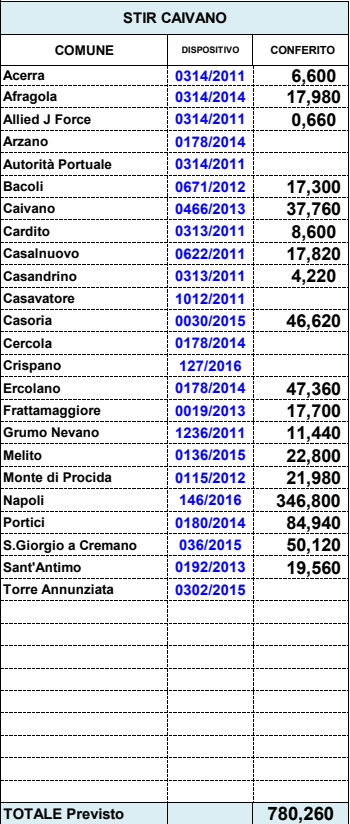 STIR CAIVANO
COMUNE DISPOSITIVO CONFERITO
Acerra 0314/2011 6,600
Afragola 0314/2014 17,980
Allied J Force 0314/2011 0,660
Arzano 0178/2014
Autorità Portuale 0314/2011
Bacoli 0671/2012 17,300
Caivano 0466/2013 37,760
Cardito 0313/2011 8,600
Casalnuovo 0622/2011 17,820
Casandrino 0313/2011 4,220
Casavatore 1012/2011
Casoria 0030/2015 46,620
Cercola 0178/2014
Crispano 127/2016
Ercolano 0178/2014 47,360
Frattamaggiore 0019/2013 17,700
Grumo Nevano 1236/2011 11,440
Melito 0136/2015 22,800
Monte di Procida 0115/2012 21,980
Napoli 146/2016 346,800
Portici 0180/2014 84,940
S.Giorgio a Cremano 036/2015 50,120
Sant'Antimo 0192/2013 19,560
Torre Annunziata 0302/2015
TOTALE Previsto 780,260